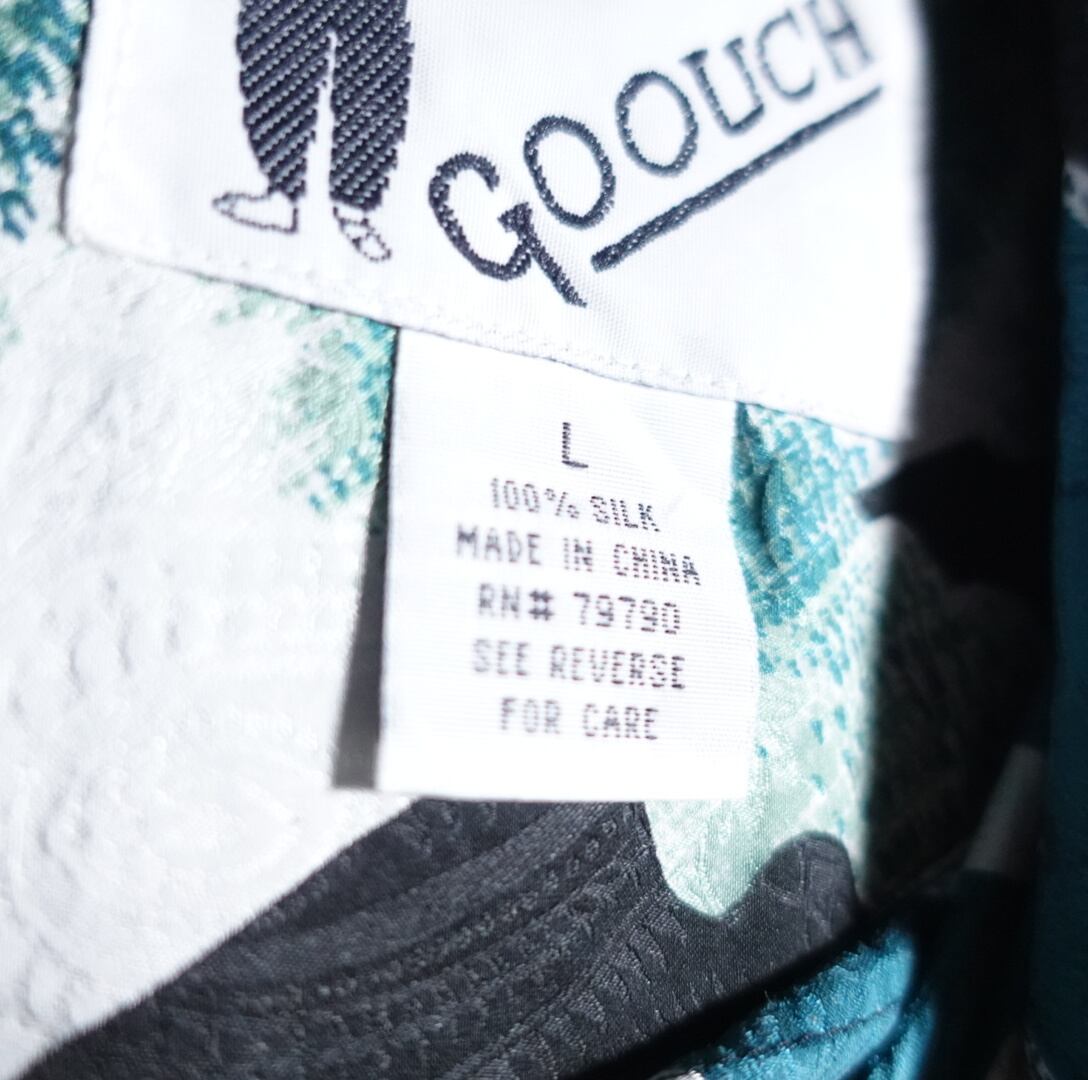 GOOUCH
L
100% SILK
MADE IN CHINA
RN# 79790
SEE REVERSE
FOR CARE